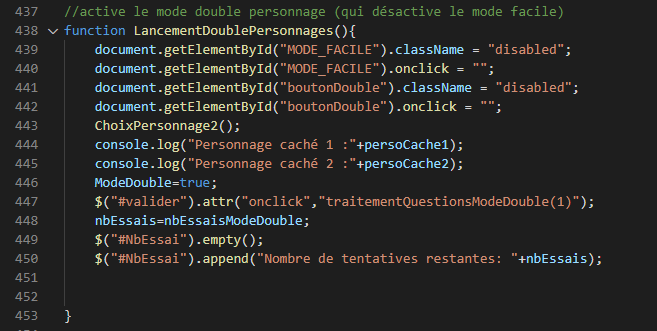 437 //active le mode double personnage (qui désactive le mode facile)
438 function LancementDoublePersonnages(){
439 document.getElementById("MODE_FACILE").className = "disabled";
440 document.getElementById("MODE_FACILE").onclick = "";
441 document.getElementById("boutonDouble").className = "disabled";
442 document.getElementById("boutonDouble").onclick = "";
443 ChoixPersonnage2();
444 console.log("Personnage caché 1 :"+persoCache1);
445 console.log("Personnage caché 2 :"+persoCache2);
446 ModeDouble=true;
447 $("#valider").attr("onclick","traitementQuestionsModeDouble(1)");
448 nbEssais=nbEssaisModeDouble;
449 $("#NbEssai").empty();
450 $("#NbEssai").append("Nombre de tentatives restantes: "+nbEssais);
451
452
453 }